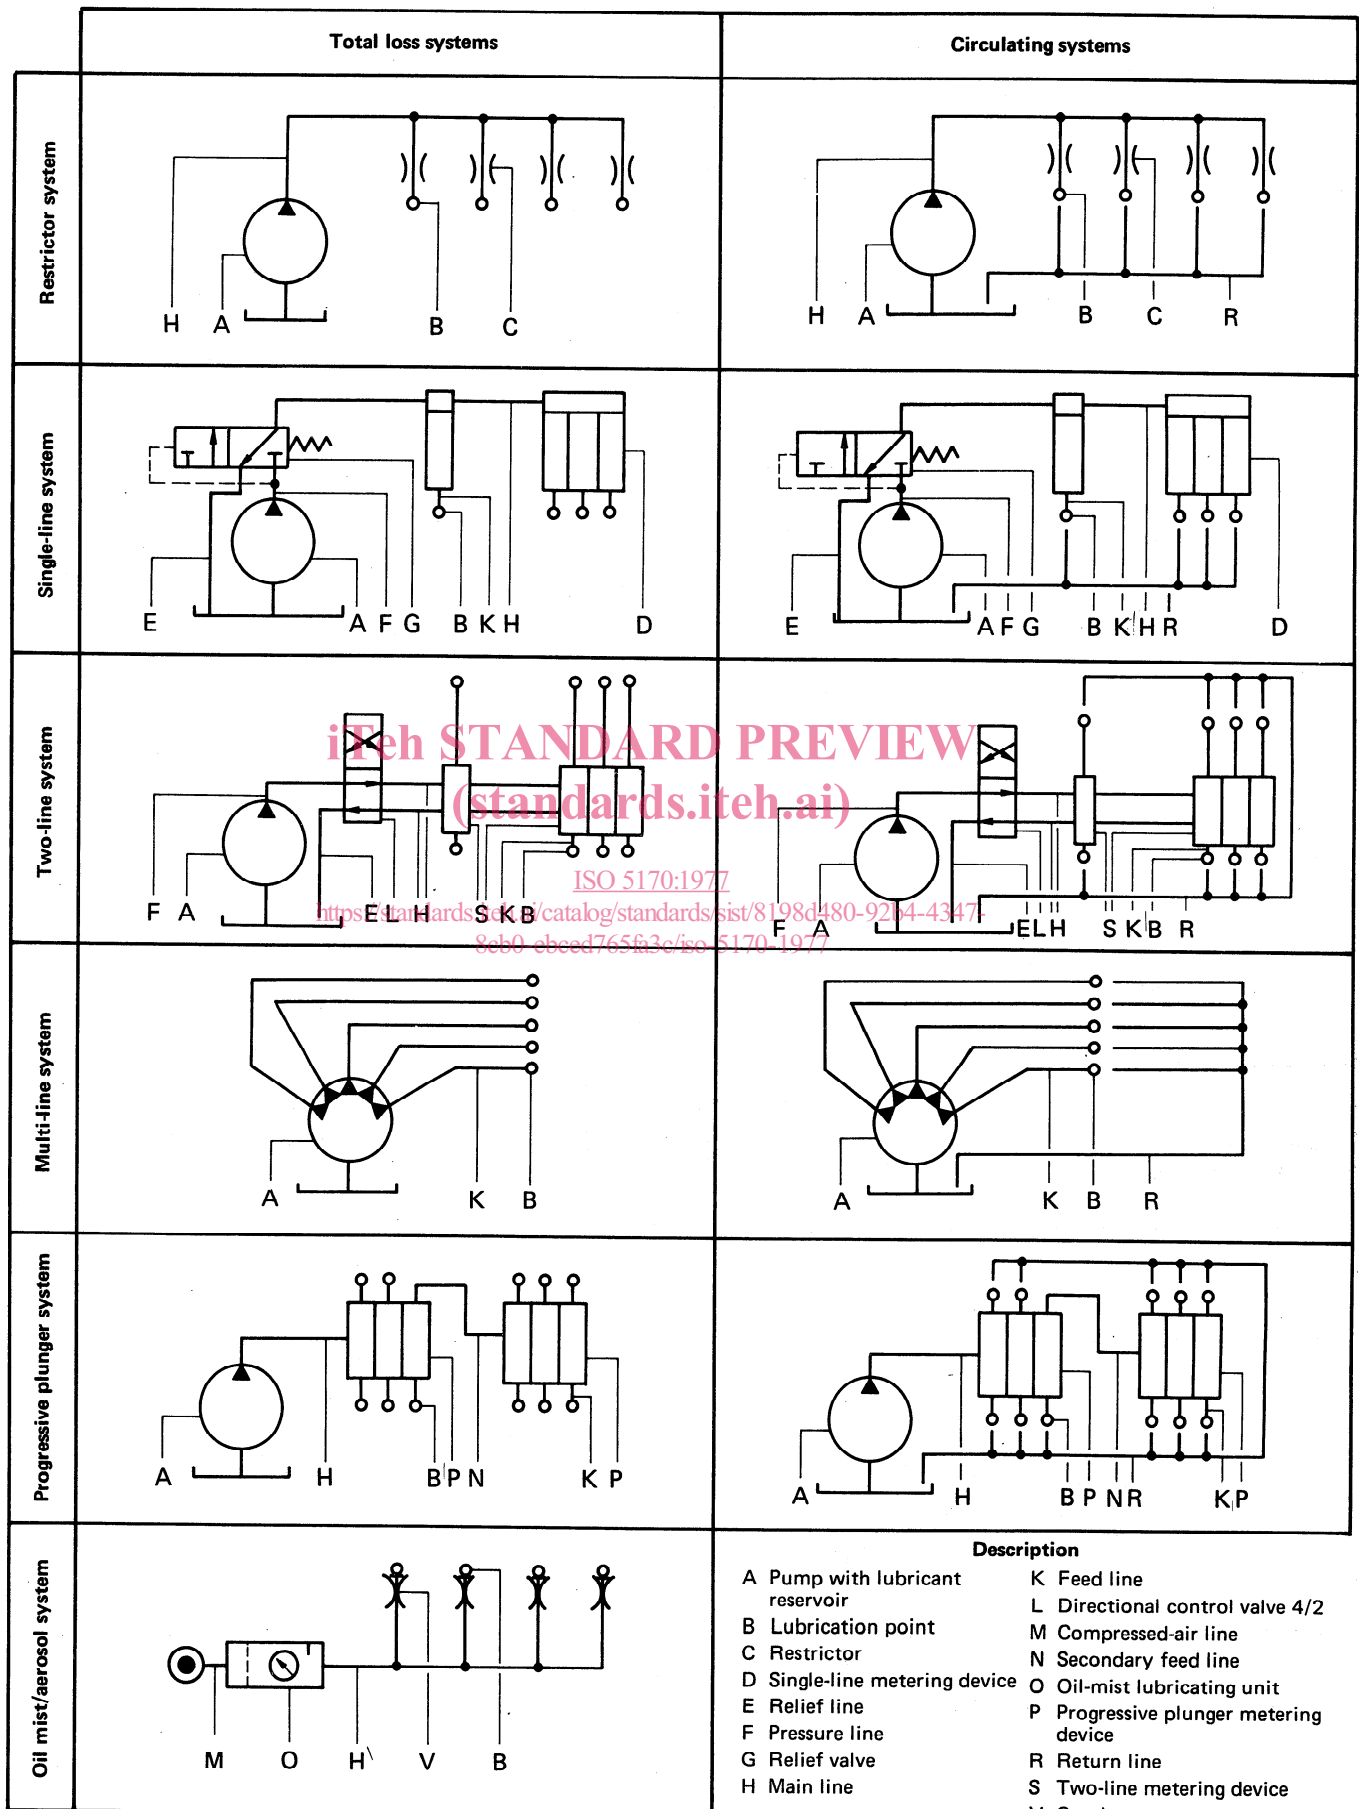 Total loss systems
Circulating systems
Restrictor system
H A B C
H A B C R
Single-line system
E A F G B K H D
E A F G B K H R D
Two-line system
F A E L H S K B
F A E L H S K B R
iTeh STANDARD PREVIEW
(standards.iteh.ai)
ISO 5170:1977
https://standards.iteh.ai/catalog/standards/sist/8198d480-92b4-4347-
8cb0-ebced765fa3c/iso-5170-1977
Multi-line system
A K B
A K B R
Progressive plunger system
A H B P N K P
A H B P N R K P
Oil mist/aerosol system
M O H V B
Description
A Pump with lubricant
reservoir
B Lubrication point
C Restrictor
D Single-line metering device
E Relief line
F Pressure line
G Relief valve
H Main line
K Feed line
L Directional control valve 4/2
M Compressed-air line
N Secondary feed line
O Oil-mist lubricating unit
P Progressive plunger metering
device
R Return line
S Two-line metering device